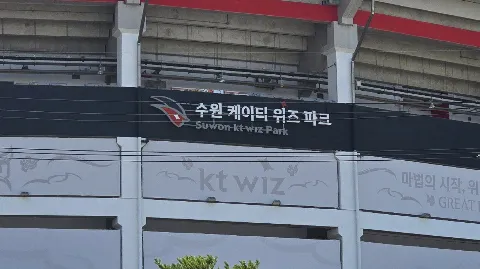 수원 케이티 위즈 파크
Suwon kt wiz Park
kt wiz
마법의 시작, 위
GREAT